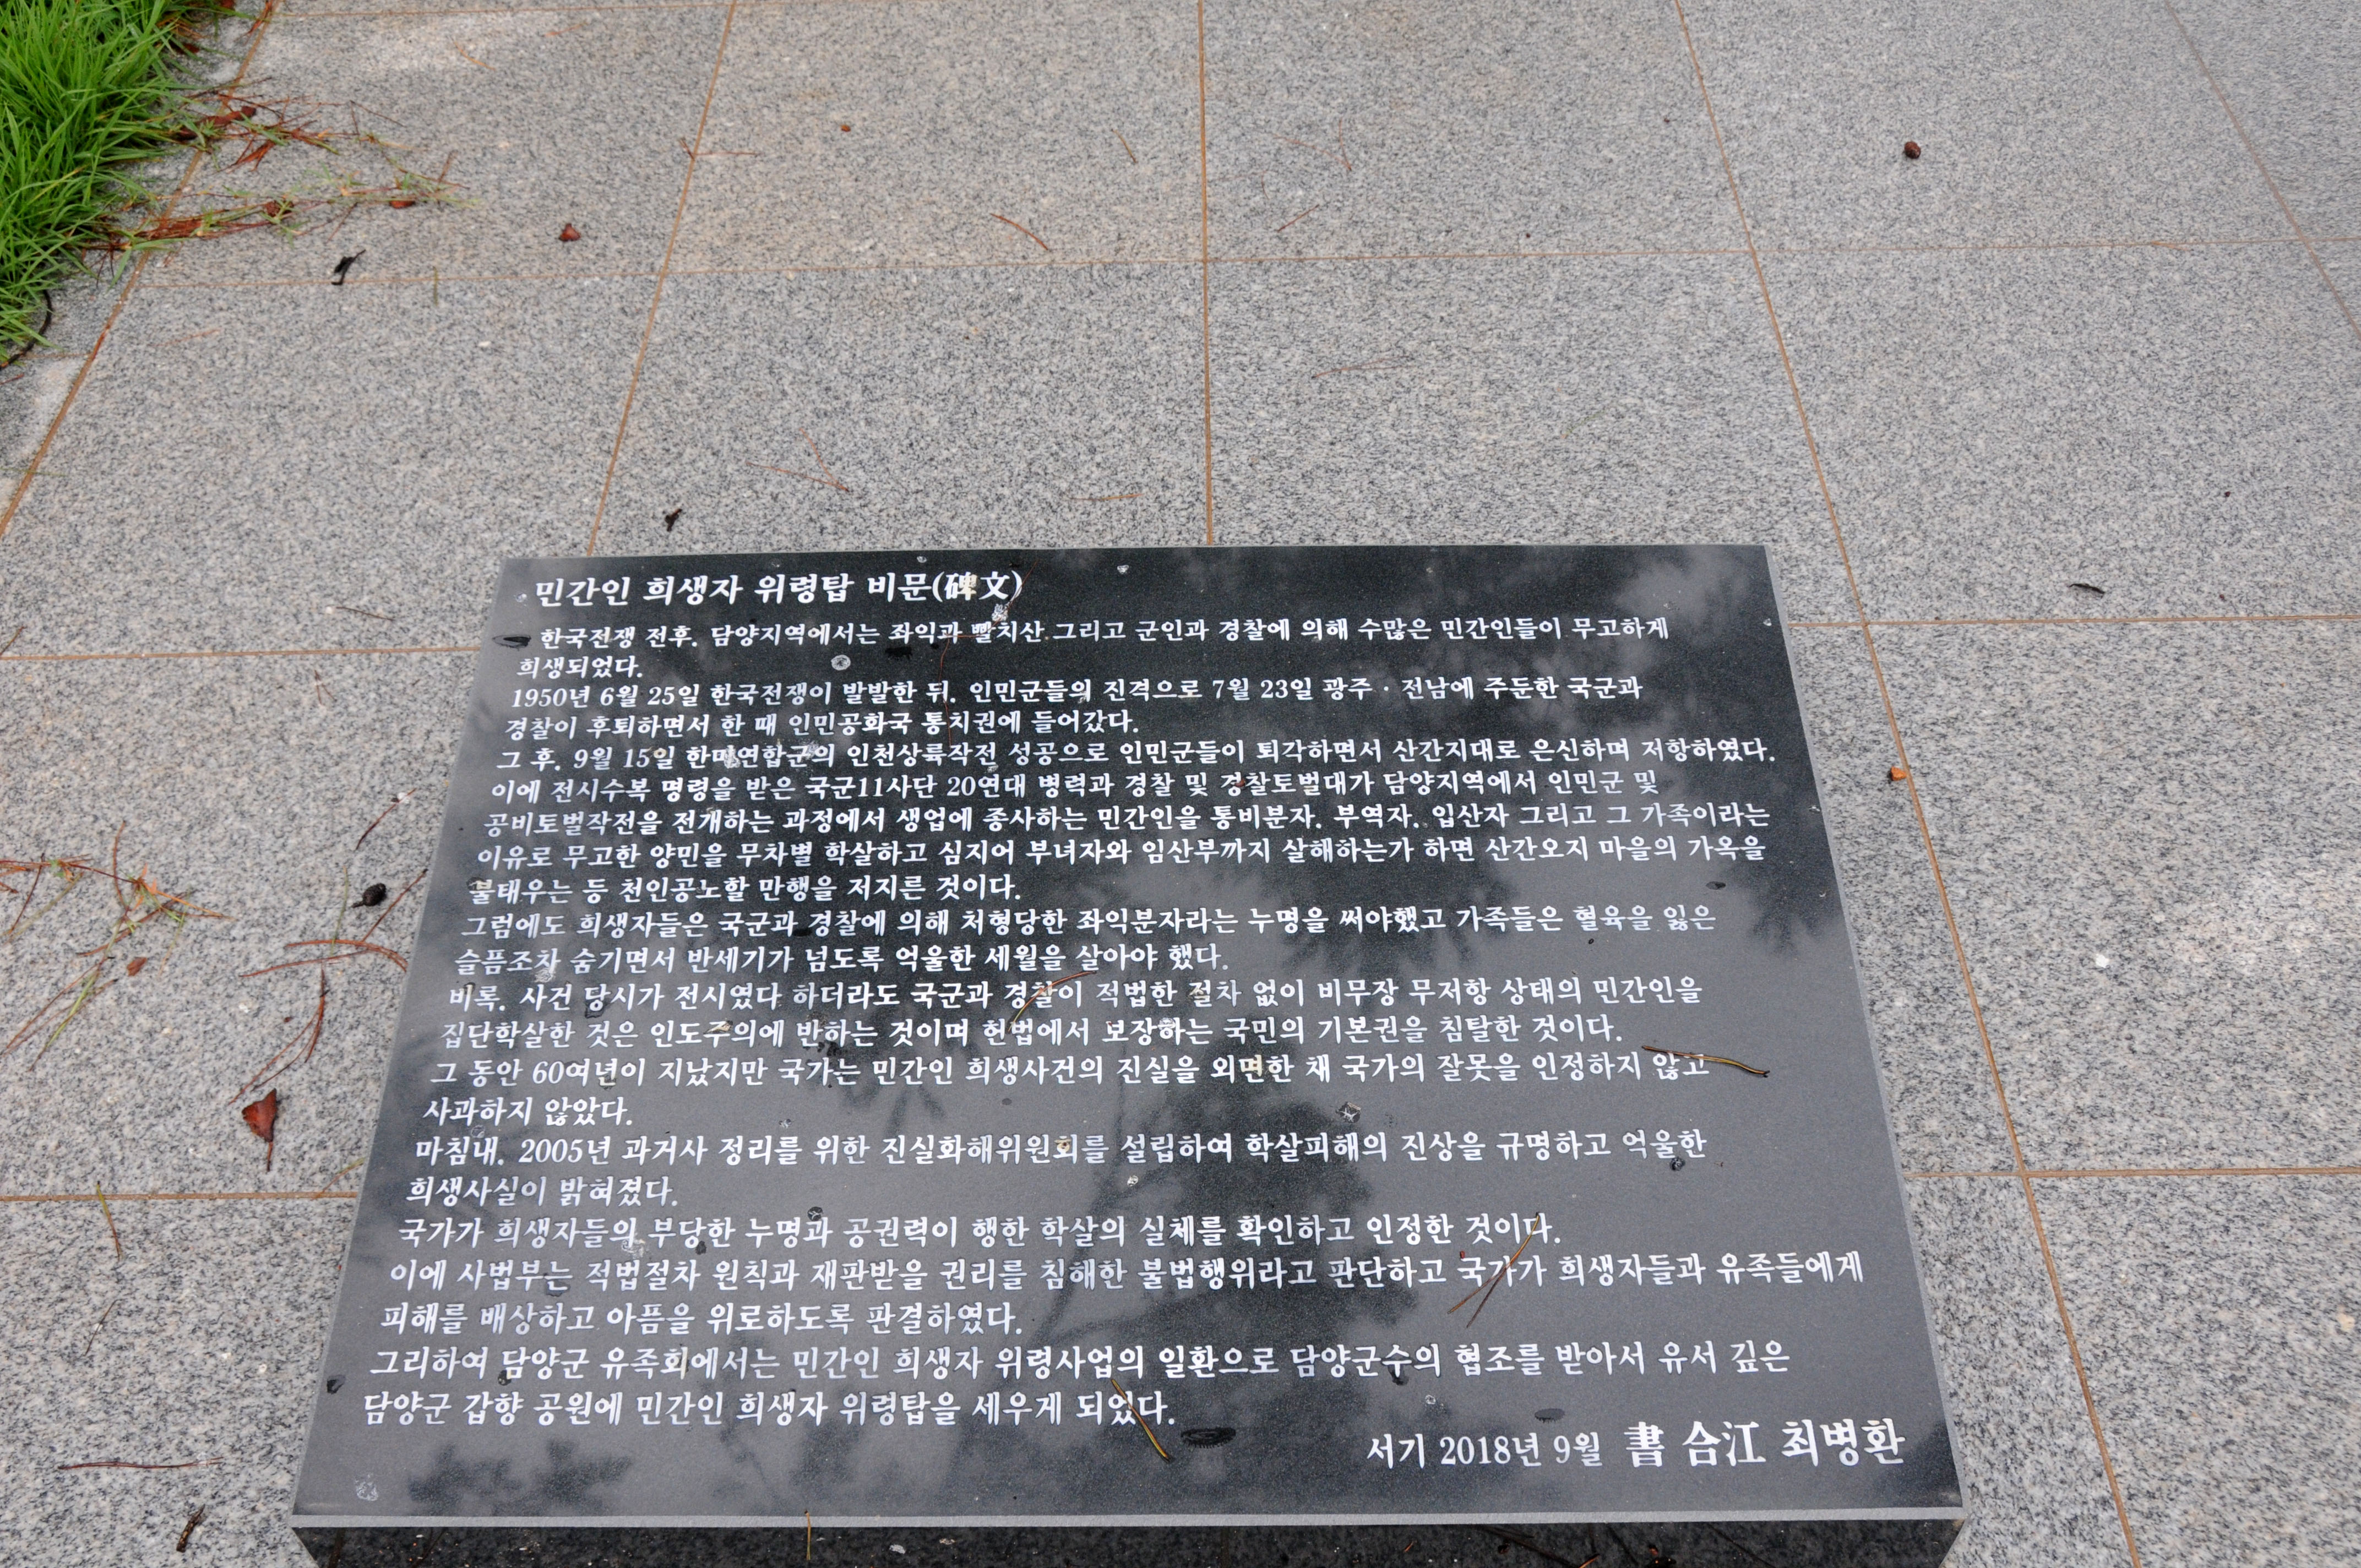 민간인 희생자 위령탑 비문(碑文)
한국전쟁 전후, 담양지역에서는 좌익과 빨치산 그리고 군인과 경찰에 의해 수많은 민간인들이 무고하게
희생되었다.
1950년 6월 25일 한국전쟁이 발발한 뒤, 인민군들의 진격으로 7월 23일 광주 · 전남에 주둔한 국군과
경찰이 후퇴하면서 한 때 인민공화국 통치권에 들어갔다.
그 후, 9월 15일 한미연합군의 인천상륙작전 성공으로 인민군들이 퇴각하면서 산간지대로 은신하며 저항하였다.
이에 전시수복 명령을 받은 국군11사단 20연대 병력과 경찰 및 경찰토벌대가 담양지역에서 인민군 및
공비토벌작전을 전개하는 과정에서 생업에 종사하는 민간인을 통비분자, 부역자, 입산자 그리고 그 가족이라는
이유로 무고한 양민을 무차별 학살하고 심지어 부녀자와 임산부까지 살해하는가 하면 산간오지 마을의 가옥을
불태우는 등 천인공노할 만행을 저지른 것이다.
그럼에도 희생자들은 국군과 경찰에 의해 처형당한 좌익분자라는 누명을 써야했고 가족들은 혈육을 잃은
슬픔조차 숨기면서 반세기가 넘도록 억울한 세월을 살아야 했다.
비록, 사건 당시가 전시였다 하더라도 국군과 경찰이 적법한 절차 없이 비무장 무저항 상태의 민간인을
집단학살한 것은 인도주의에 반하는 것이며 헌법에서 보장하는 국민의 기본권을 침탈한 것이다.
그 동안 60여년이 지났지만 국가는 민간인 희생사건의 진실을 외면한 채 국가의 잘못을 인정하지 않고
사과하지 않았다.
마침내, 2005년 과거사 정리를 위한 진실화해위원회를 설립하여 학살피해의 진상을 규명하고 억울한
희생사실이 밝혀졌다.
국가가 희생자들의 부당한 누명과 공권력이 행한 학살의 실체를 확인하고 인정한 것이다.
이에 사법부는 적법절차 원칙과 재판받을 권리를 침해한 불법행위라고 판단하고 국가가 희생자들과 유족들에게
피해를 배상하고 아픔을 위로하도록 판결하였다.
그리하여 담양군 유족회에서는 민간인 희생자 위령사업의 일환으로 담양군수의 협조를 받아서 유서 깊은
담양군 갑향 공원에 민간인 희생자 위령탑을 세우게 되었다.
서기 2018년 9월 書 合江 최병환